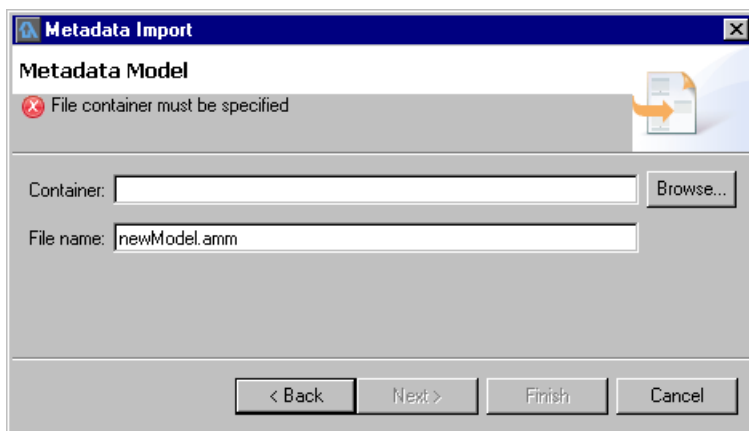 Metadata Import
Metadata Model
File container must be specified
Container:
Browse...
File name: newModel.amm
< Back
Next >
Finish
Cancel